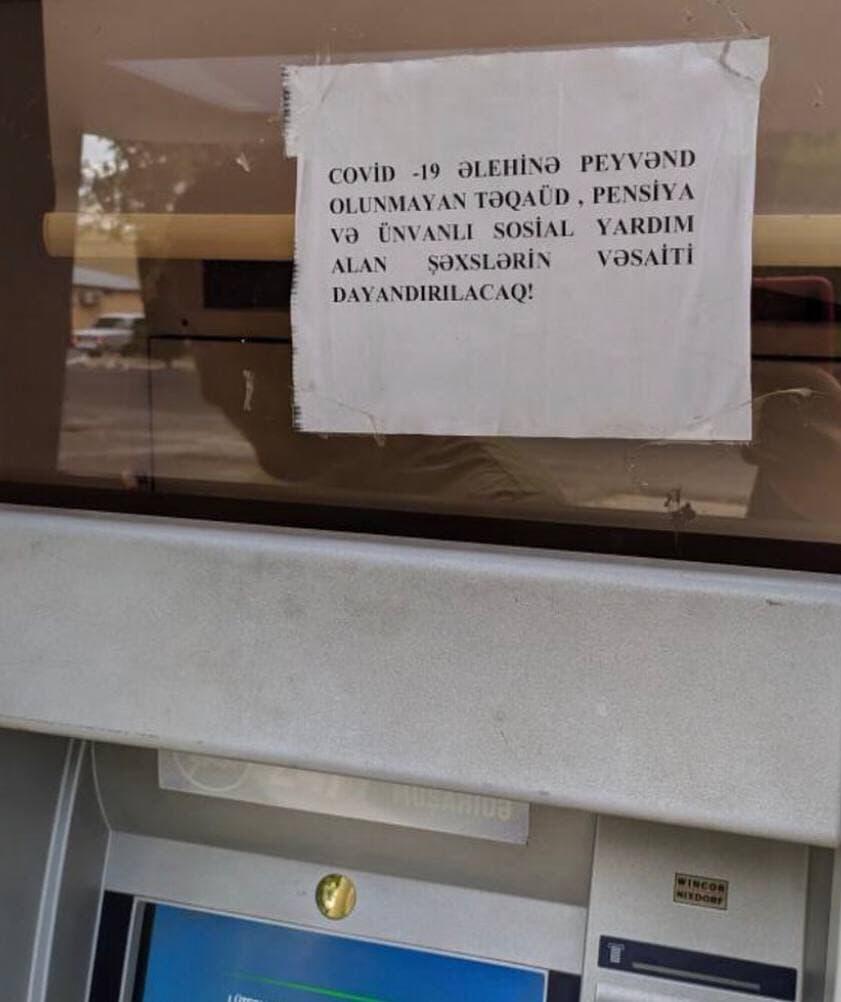 COVİD -19 ƏLEHİNƏ PEYVƏND
OLUNMAYAN TƏQAÜD , PENSİYA
VƏ ÜNVANLI SOSİAL YARDIM
ALAN ŞƏXSLƏRİN VƏSAİTİ
DAYANDIRILACAQ!
WINCOR
NIXDORF